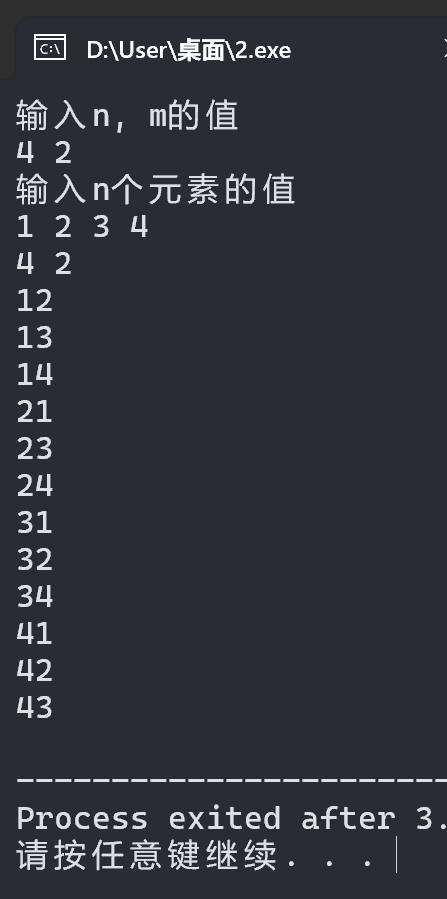 D:\User\桌面\2.exe
输入n, m的值
4 2
输入n个元素的值
1 2 3 4
4 2
12
13
14
21
23
24
31
32
34
41
42
43
--------------------------------
Process exited after 3.
请按任意键继续. . .